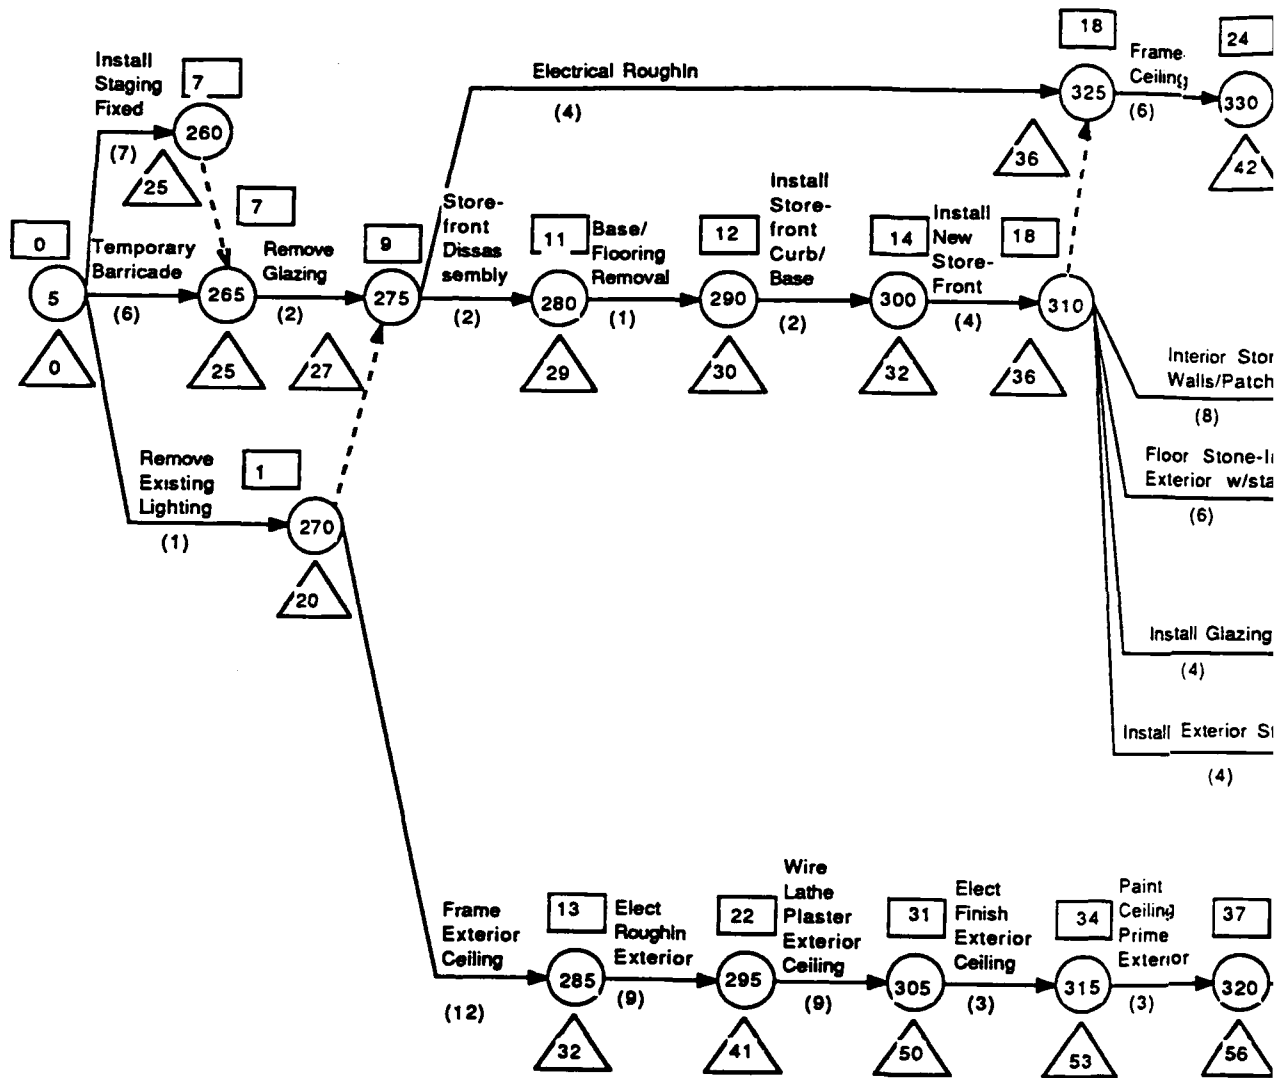 Install
Staging
Fixed
7
(7)
260
25
Electrical RoughIn
(4)
18
325
36
Frame
Ceiling
(6)
24
330
42
0
5
0
Temporary
Barricade
(6)
7
265
25
Remove
Glazing
(2)
9
275
27
Store-
front
Dissas
sembly
(2)
11
280
29
Base/
Flooring
Removal
(1)
12
290
30
Install
Store-
front
Curb/
Base
(2)
14
300
32
Install
New
Store-
Front
(4)
18
310
36
Remove
Existing
Lighting
(1)
1
270
20
Interior Stor
Walls/Patch
(8)
Floor Stone-I
Exterior w/sta
(6)
Install Glazing
(4)
Install Exterior St
(4)
Frame
Exterior
Ceiling
(12)
13
285
32
Elect
RoughIn
Exterior
(9)
22
295
41
Wire
Lathe
Plaster
Exterior
Ceiling
(9)
31
305
50
Elect
Finish
Exterior
Ceiling
(3)
34
315
53
Paint
Ceiling
Prime
Exterior
(3)
37
320
56